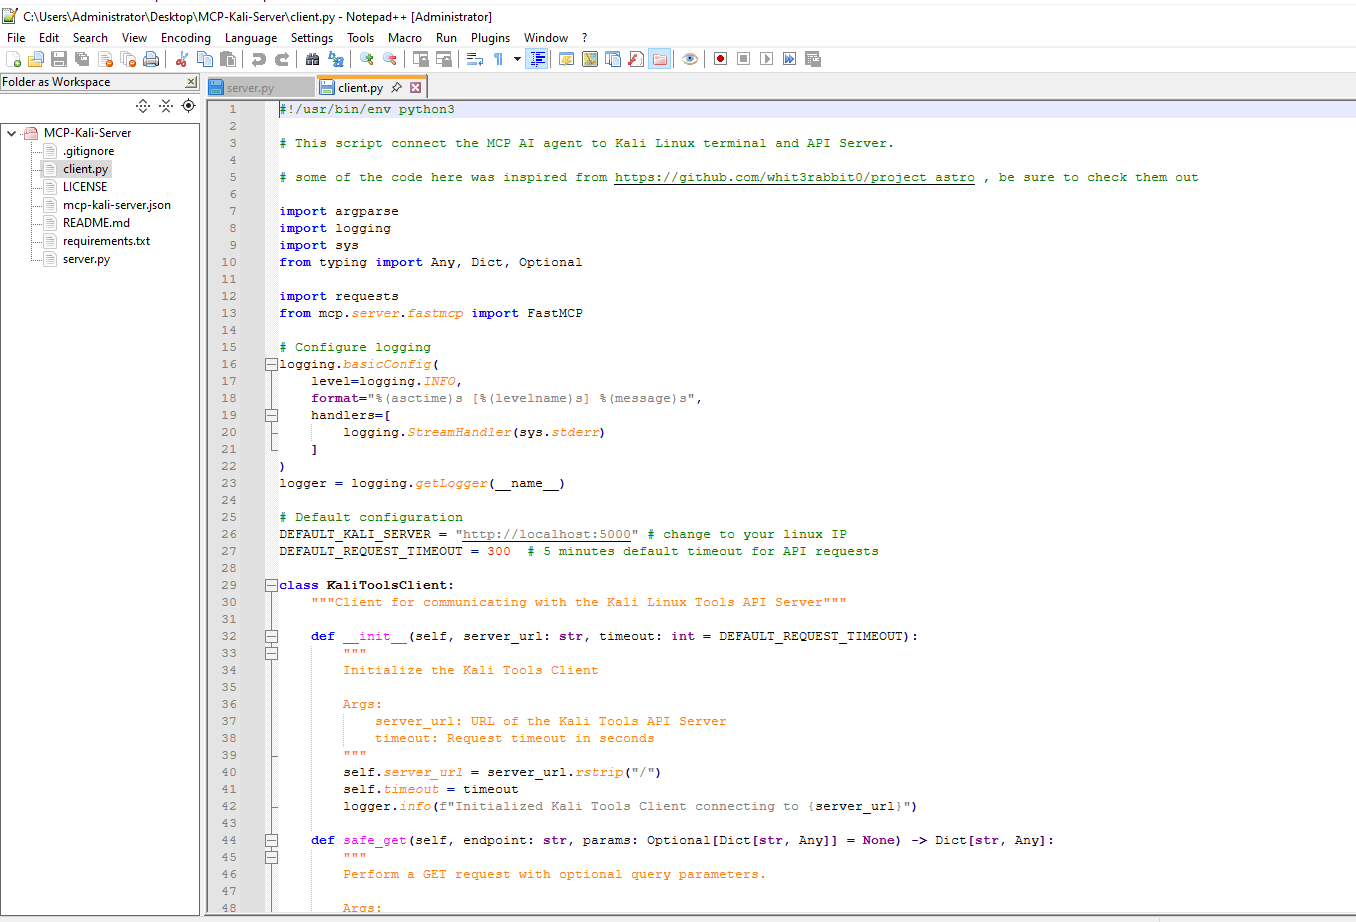 C:\Users\Administrator\Desktop\MCP-Kali-Server\client.py - Notepad++ [Administrator]
File Edit Search View Encoding Language Settings Tools Macro Run Plugins Window ?
Folder as Workspace
server.py client.py
MCP-Kali-Server
.gitignore
client.py
LICENSE
mcp-kali-server.json
README.md
requirements.txt
server.py
1 #!/usr/bin/env python3
2
3 # This script connect the MCP AI agent to Kali Linux terminal and API Server.
4
5 # some of the code here was inspired from https://github.com/whit3rabbit0/project_astro , be sure to check them out
6
7 import argparse
8 import logging
9 import sys
10 from typing import Any, Dict, Optional
11
12 import requests
13 from mcp.server.fastmcp import FastMCP
14
15 # Configure logging
16 logging.basicConfig(
17     level=logging.INFO,
18     format="%(asctime)s [%(levelname)s] %(message)s",
19     handlers=[
20         logging.StreamHandler(sys.stderr)
21     ]
22 )
23 logger = logging.getLogger(__name__)
24
25 # Default configuration
26 DEFAULT_KALI_SERVER = "http://localhost:5000" # change to your linux IP
27 DEFAULT_REQUEST_TIMEOUT = 300  # 5 minutes default timeout for API requests
28
29 class KaliToolsClient:
30     """Client for communicating with the Kali Linux Tools API Server"""
31
32     def __init__(self, server_url: str, timeout: int = DEFAULT_REQUEST_TIMEOUT):
33         """
34         Initialize the Kali Tools Client
35
36         Args:
37             server_url: URL of the Kali Tools API Server
38             timeout: Request timeout in seconds
39         """
40         self.server_url = server_url.rstrip("/")
41         self.timeout = timeout
42         logger.info(f"Initialized Kali Tools Client connecting to {server_url}")
43
44     def safe_get(self, endpoint: str, params: Optional[Dict[str, Any]] = None) -> Dict[str, Any]:
45         """
46         Perform a GET request with optional query parameters.
47
48         Args: